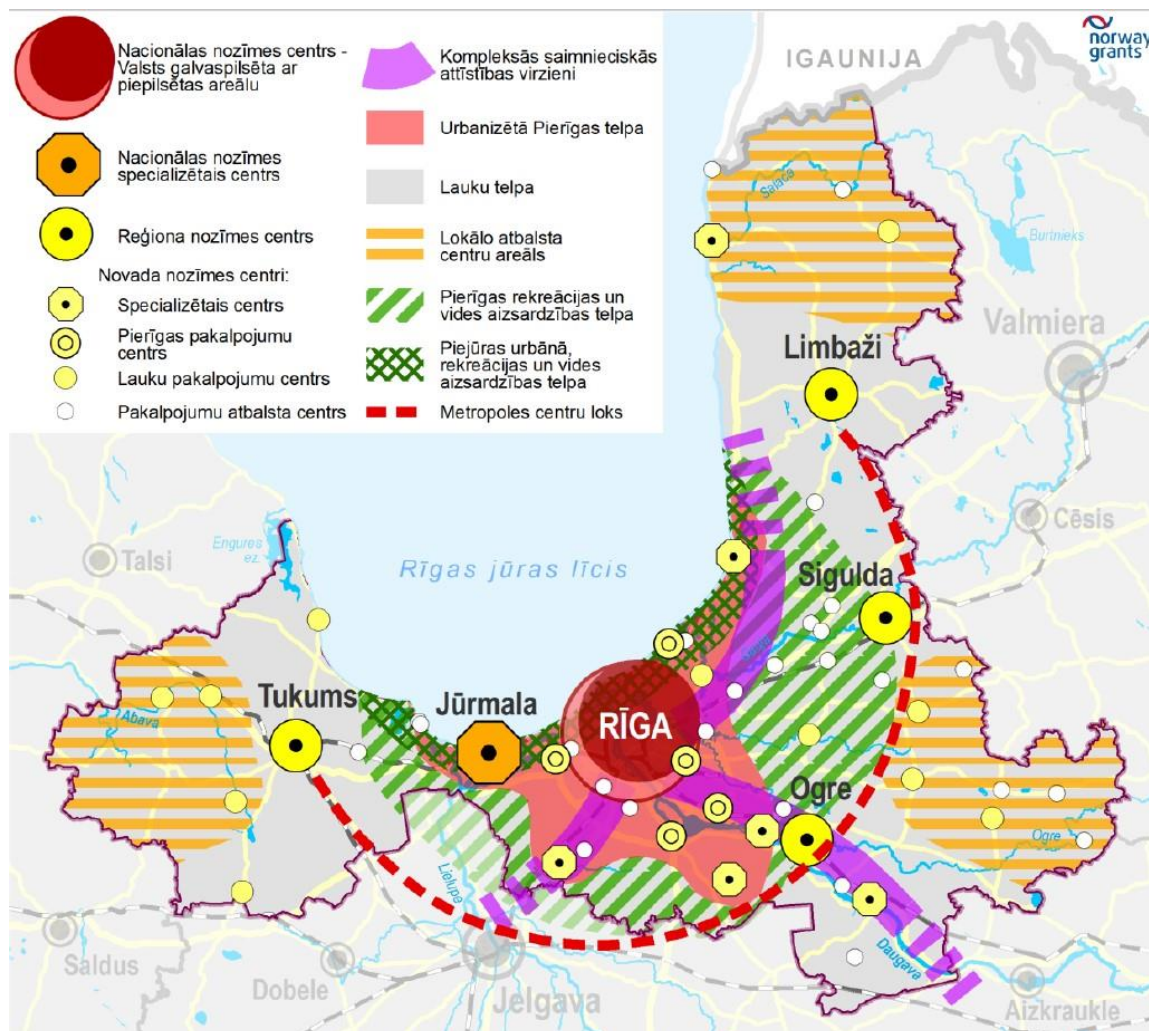 Nacionālas nozīmes centrs -
Valsts galvaspilsēta ar
piepilsētas areālu
Nacionālas nozīmes
specializētais centrs
Reģiona nozīmes centrs
Novada nozīmes centri:
Specializētais centrs
Pierīgas pakalpojumu
centrs
Lauku pakalpojumu centrs
Pakalpojumu atbalsta centrs
Kompleksās saimnieciskās
attīstības virzieni
Urbanizētā Pierīgas telpa
Lauku telpa
Lokālo atbalsta
centru areāls
Pierīgas rekreācijas un
vides aizsardzības telpa
Piejūras urbānā,
rekreācijas un vides
aizsardzības telpa
Metropoles centru loks
norway
grants
IGAUNIJA
Salaca
Burtnieks
Valmiera
Limbaži
Cēsis
Talsi
Engures
ez.
Rīgas jūras līcis
Sigulda
Gauja
Tukums
Jūrmala
RĪGA
Abava
Ogre
Ogre
Lielupe
Daugava
Saldus
Dobele
Jelgava
Aizkraukle